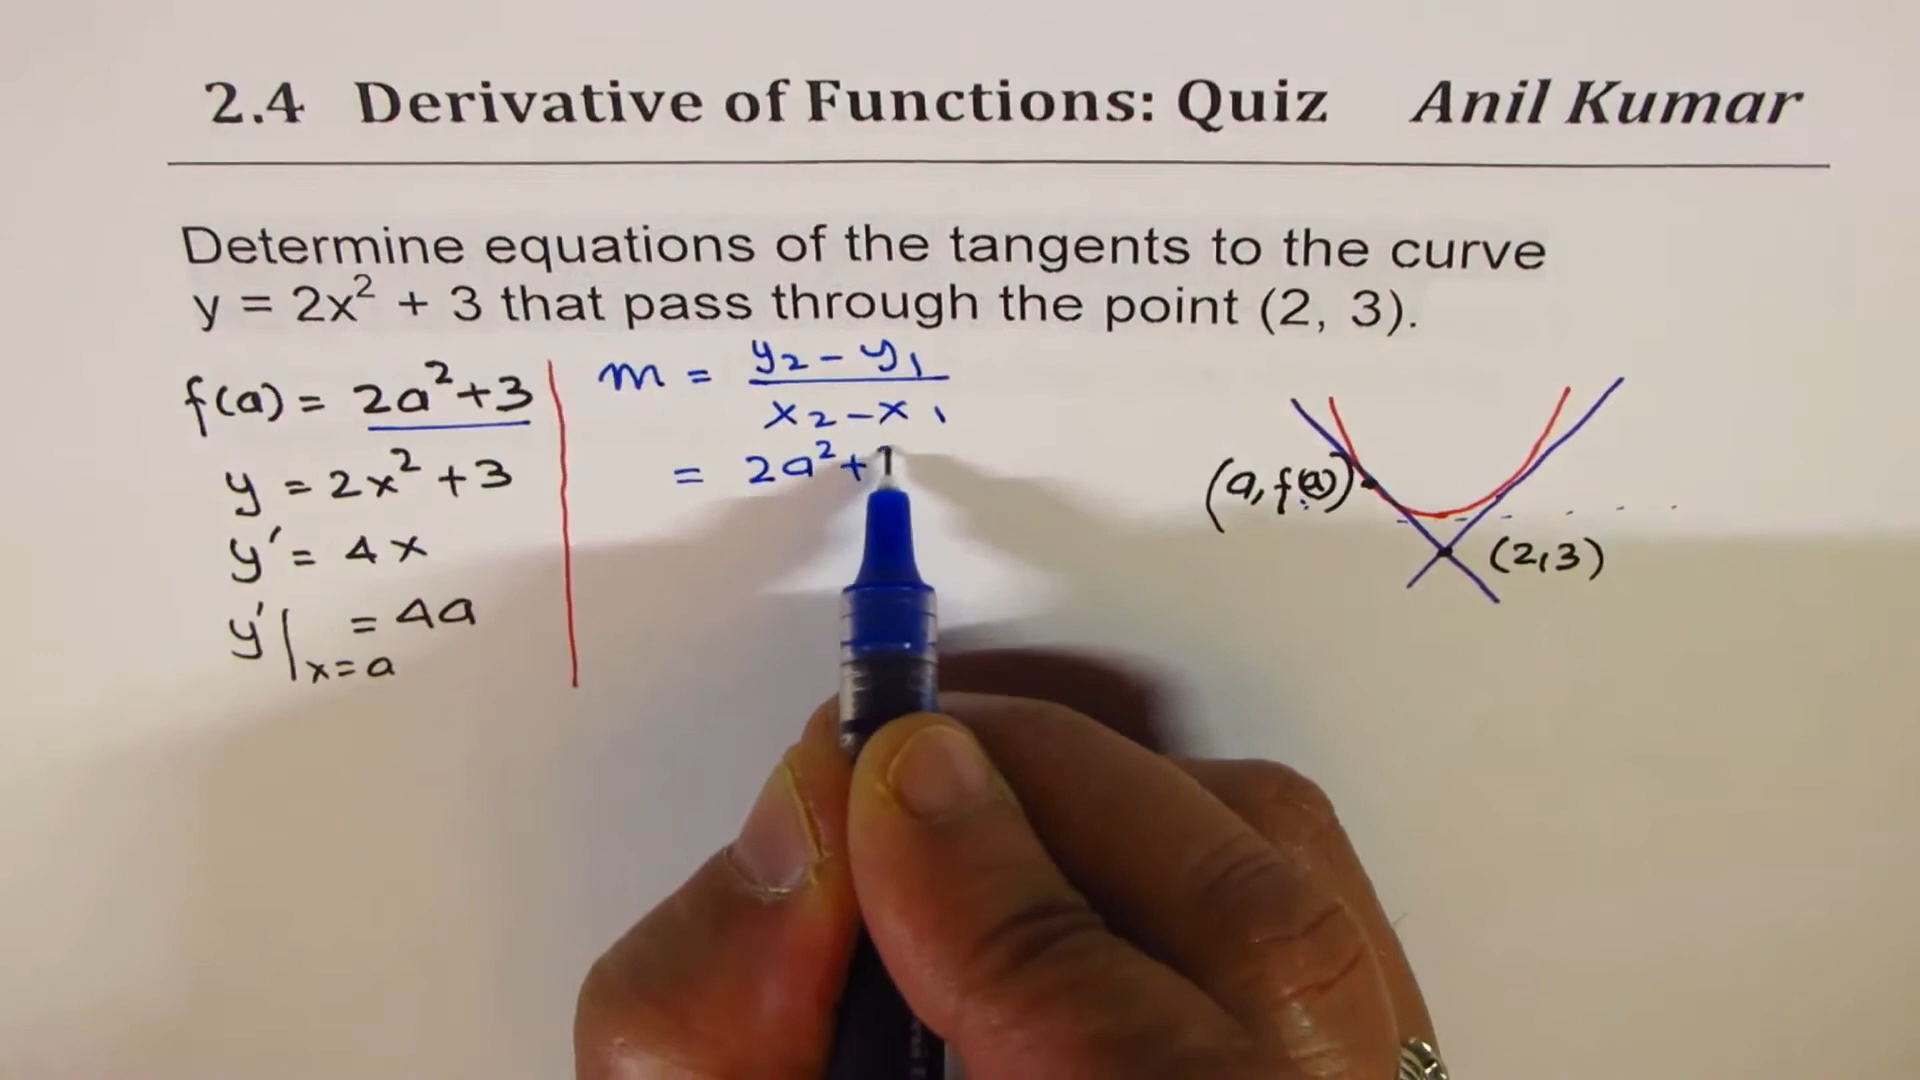 2.4 Derivative of Functions: Quiz Anil Kumar
Determine equations of the tangents to the curve
y = 2x² + 3 that pass through the point (2, 3).
f(a) = 2a² + 3
y = 2x² + 3
y′ = 4x
y′|x=a = 4a
m = y₂ - y₁ / x₂ - x₁
= 2a² +
(a, f(a))
(2,3)